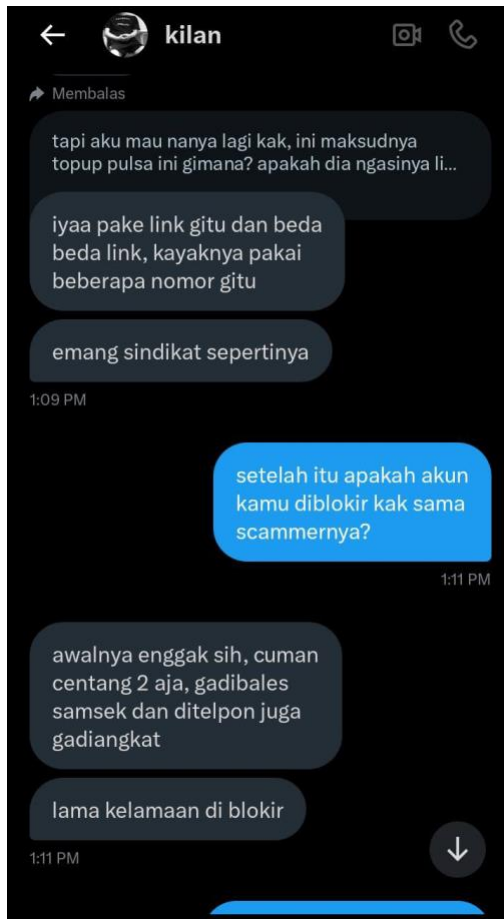 kilan
Membalas
tapi aku mau nanya lagi kak, ini maksudnya
topup pulsa ini gimana? apakah dia ngasinya li...
iyaa pake link gitu dan beda
beda link, kayaknya pakai
beberapa nomor gitu
emang sindikat sepertinya
1:09 PM
setelah itu apakah akun
kamu diblokir kak sama
scammernya?
1:11 PM
awalnya enggak sih, cuman
centang 2 aja, gadibales
samsek dan ditelpon juga
gadiangkat
lama kelamaan di blokir
1:11 PM